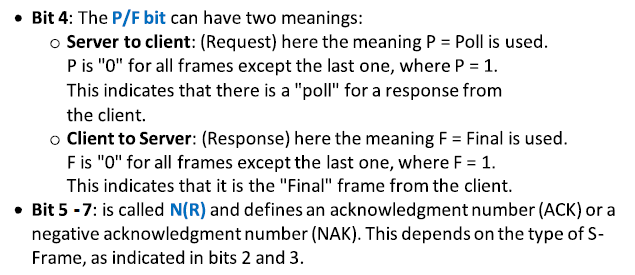 • Bit 4: The P/F bit can have two meanings:
o Server to client: (Request) here the meaning P = Poll is used.
P is "0" for all frames except the last one, where P = 1.
This indicates that there is a "poll" for a response from
the client.
o Client to Server: (Response) here the meaning F = Final is used.
F is "0" for all frames except the last one, where F = 1.
This indicates that it is the "Final" frame from the client.
• Bit 5 -7: is called N(R) and defines an acknowledgment number (ACK) or a
negative acknowledgment number (NAK). This depends on the type of S-
Frame, as indicated in bits 2 and 3.